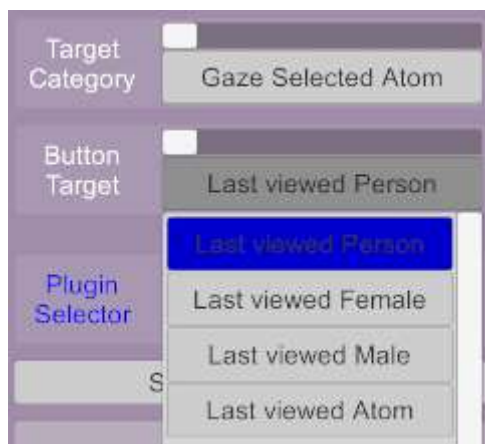 Target
Category
Gaze Selected Atom
Button
Target
Last viewed Person
Last viewed Person
Plugin
Selector
Last viewed Female
Last viewed Male
S
Last viewed Atom